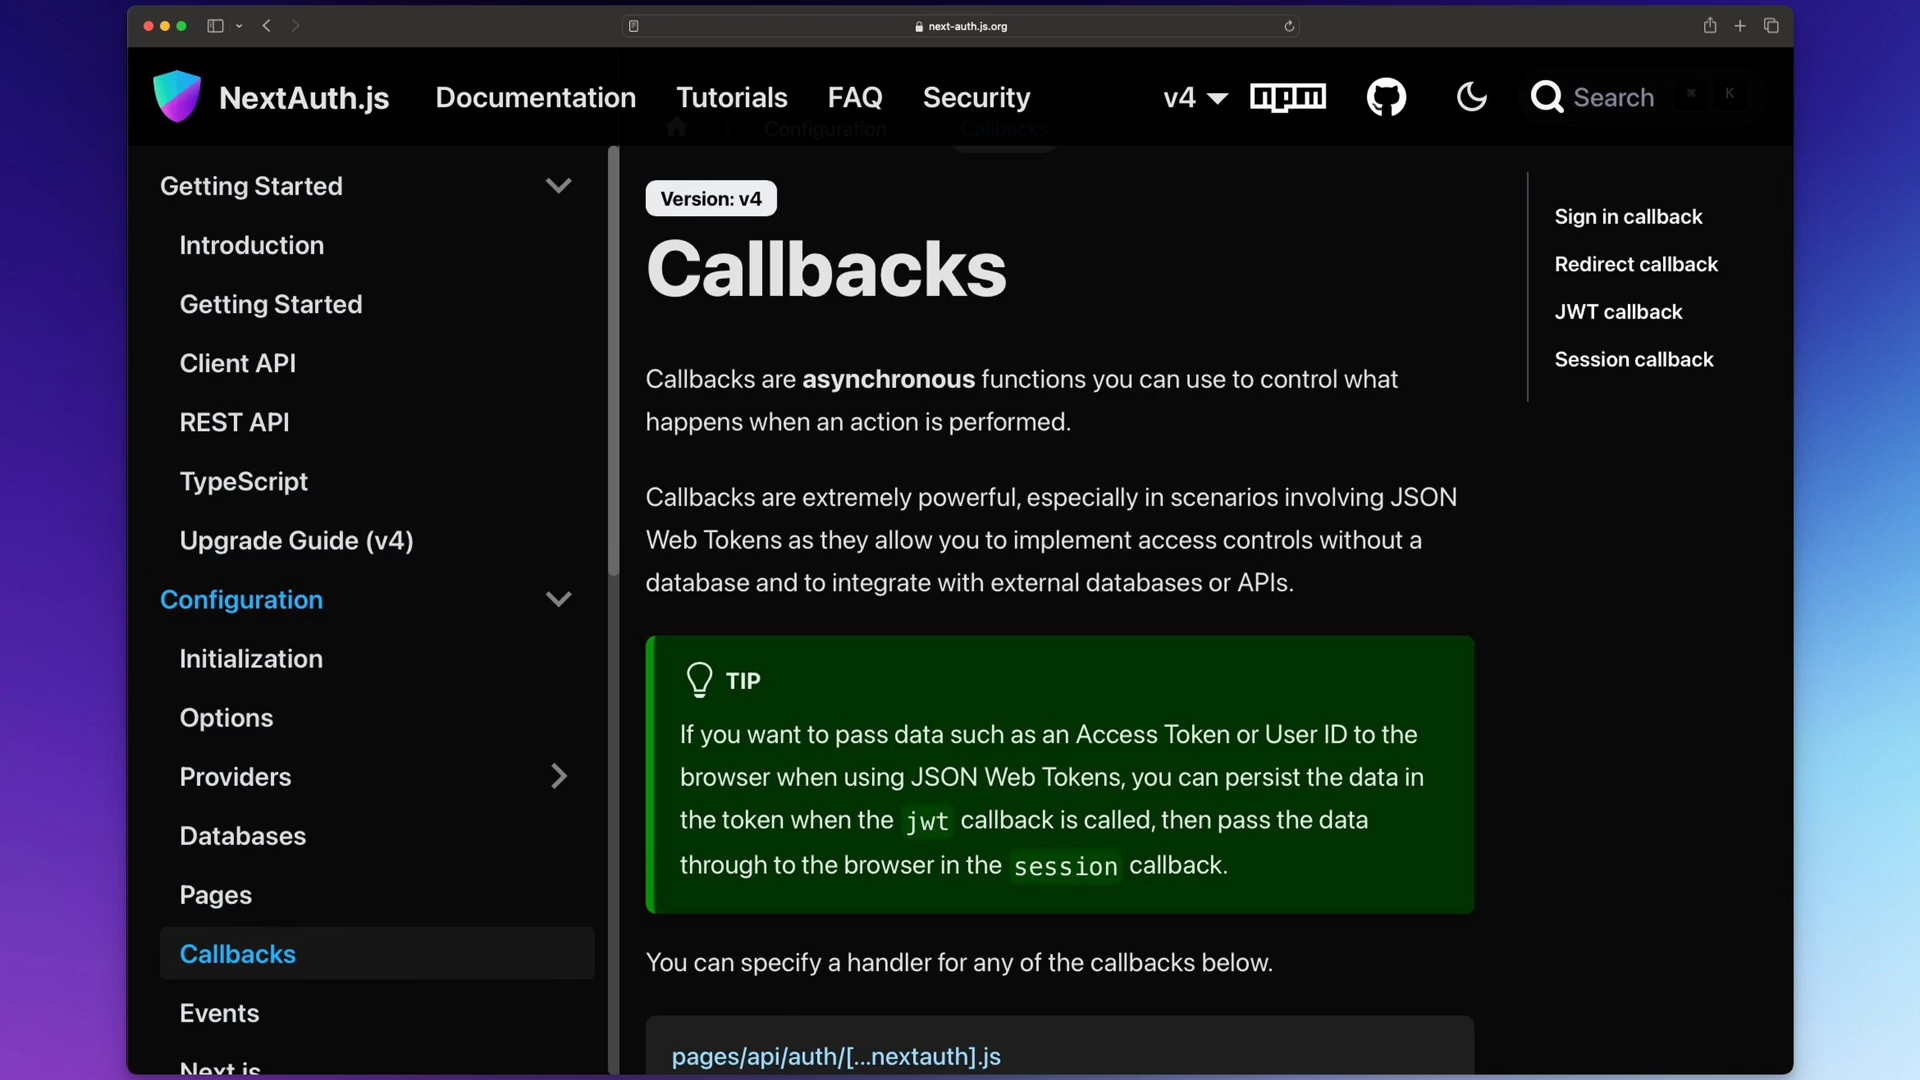 next-auth.js.org
NextAuth.js
Documentation
Tutorials
FAQ
Security
v4
npm
Search
⌘ K
Configuration
Callbacks
Getting Started
Introduction
Getting Started
Client API
REST API
TypeScript
Upgrade Guide (v4)
Configuration
Initialization
Options
Providers
Databases
Pages
Callbacks
Events
Next.js
Version: v4
Callbacks
Callbacks are asynchronous functions you can use to control what
happens when an action is performed.
Callbacks are extremely powerful, especially in scenarios involving JSON
Web Tokens as they allow you to implement access controls without a
database and to integrate with external databases or APIs.
TIP
If you want to pass data such as an Access Token or User ID to the
browser when using JSON Web Tokens, you can persist the data in
the token when the jwt callback is called, then pass the data
through to the browser in the session callback.
You can specify a handler for any of the callbacks below.
pages/api/auth/[...nextauth].js
Sign in callback
Redirect callback
JWT callback
Session callback